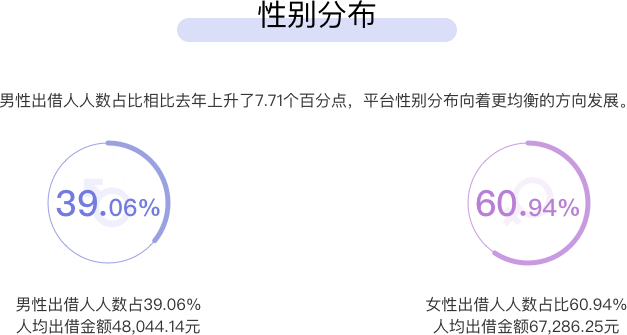 性别分布
男性出借人人数占比相比去年上升了7.71个百分点，平台性别分布向着更均衡的方向发展。
39.06%
60.94%
男性出借人人数占39.06%
女性出借人人数占比60.94%
人均出借金额48,044.14元
人均出借金额67,286.25元